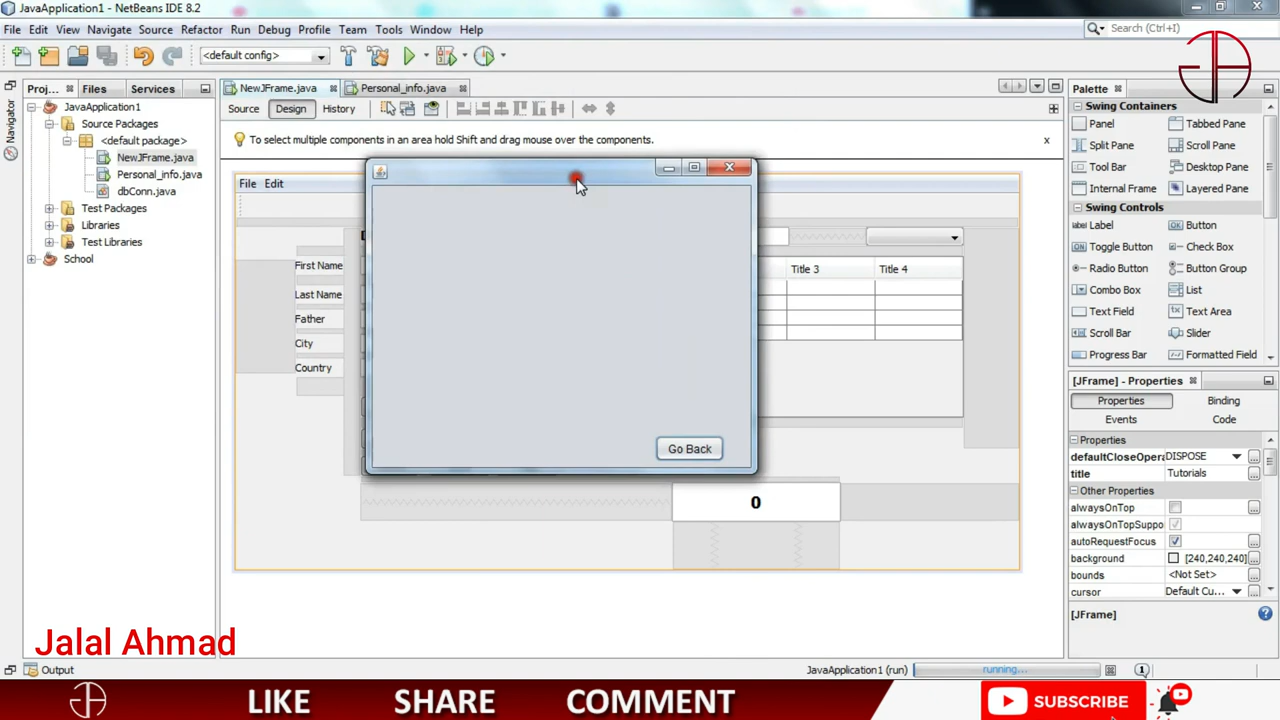 JavaApplication1 - NetBeans IDE 8.2
Search (Ctrl+I)
File Edit View Navigate Source Refactor Run Debug Profile Team Tools Window Help
<default config>
Proj... Files Services
NewJFrame.java Personal_info.java
Palette
Navigator
JavaApplication1
Source Packages
<default package>
NewJFrame.java
Personal_info.java
dbConn.java
Test Packages
Libraries
Test Libraries
School
Source Design History
To select multiple components in an area hold Shift and drag mouse over the components.
x
File Edit
First Name
Last Name
Father
City
Country
Title 3 Title 4
Go Back
0
Swing Containers
Panel Tabbed Pane
Split Pane Scroll Pane
Tool Bar Desktop Pane
Internal Frame Layered Pane
Swing Controls
Label Button
Toggle Button Check Box
Radio Button Button Group
Combo Box List
Text Field Text Area
Scroll Bar Slider
Progress Bar Formatted Field
[JFrame] - Properties
Properties Binding
Events Code
Properties
defaultCloseOpera DISPOSE
title Tutorials
Other Properties
alwaysOnTop
alwaysOnTopSuppo
autoRequestFocus
background [240,240,240]
bounds <Not Set>
cursor Default Cu...
[JFrame]
Jalal Ahmad
Output
JavaApplication1 (run) running... 1
LIKE SHARE COMMENT SUBSCRIBE